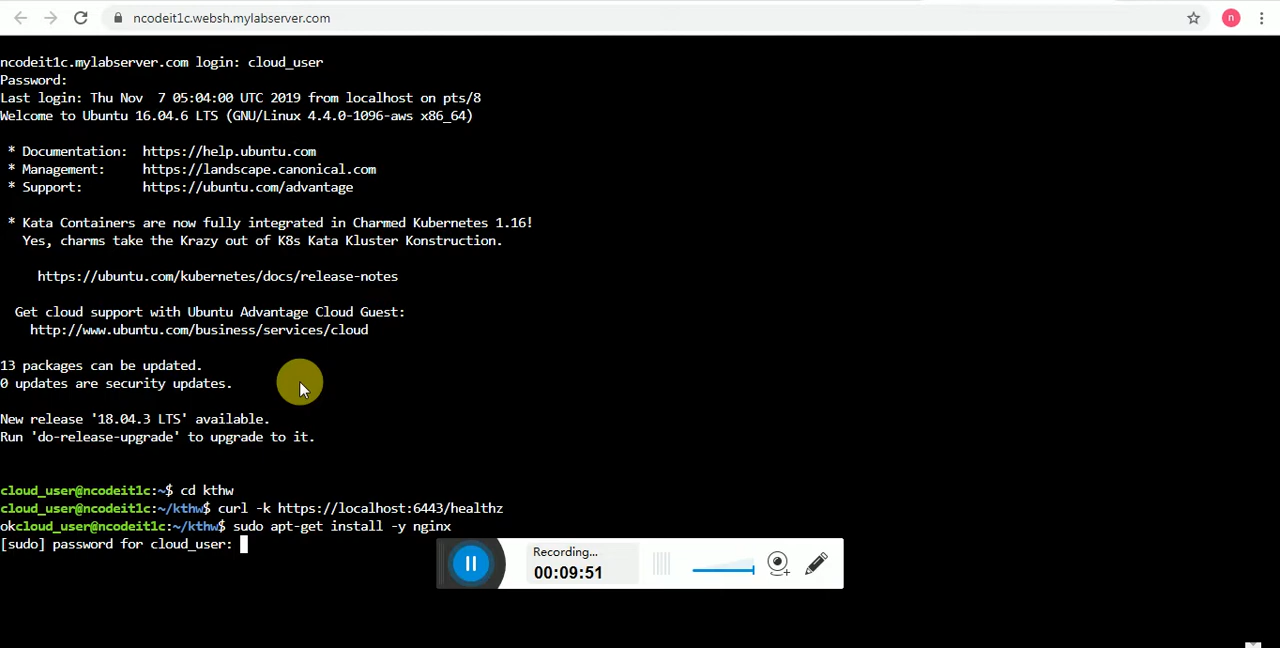 ncodeit1c.websh.mylabserver.com
n
ncodeit1c.mylabserver.com login: cloud_user
Password:
Last login: Thu Nov  7 05:04:00 UTC 2019 from localhost on pts/8
Welcome to Ubuntu 16.04.6 LTS (GNU/Linux 4.4.0-1096-aws x86_64)
* Documentation:  https://help.ubuntu.com
* Management:     https://landscape.canonical.com
* Support:        https://ubuntu.com/advantage
* Kata Containers are now fully integrated in Charmed Kubernetes 1.16!
Yes, charms take the Krazy out of K8s Kata Kluster Konstruction.
https://ubuntu.com/kubernetes/docs/release-notes
Get cloud support with Ubuntu Advantage Cloud Guest:
http://www.ubuntu.com/business/services/cloud
13 packages can be updated.
0 updates are security updates.
New release '18.04.3 LTS' available.
Run 'do-release-upgrade' to upgrade to it.
cloud_user@ncodeit1c:~$ cd kthw
cloud_user@ncodeit1c:~/kthw$ curl -k https://localhost:6443/healthz
okcloud_user@ncodeit1c:~/kthw$ sudo apt-get install -y nginx
[sudo] password for cloud_user:
Recording...
00:09:51